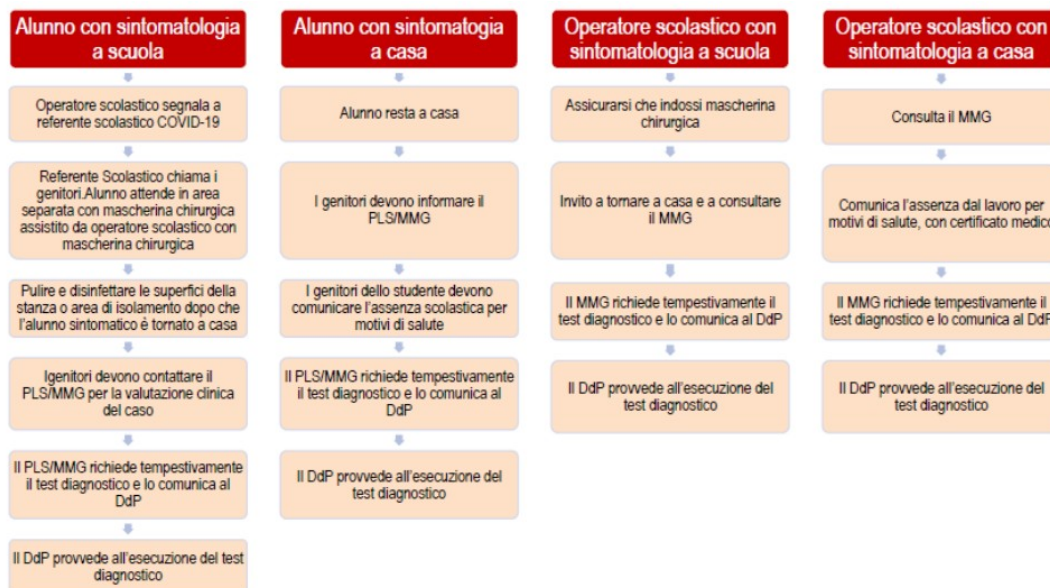 Alunno con sintomatologia
a scuola
Operatore scolastico segnala a
referente scolastico COVID-19
Referente Scolastico chiama i
genitori.Alunno attende in area
separata con mascherina chirurgica
assistito da operatore scolastico con
mascherina chirurgica
Pulire e disinfettare le superfici della
stanza o area di isolamento dopo che
l'alunno sintomatico è tornato a casa
Igenitori devono contattare il
PLS/MMG per la valutazione clinica
del caso
Il PLS/MMG richiede tempestivamente
il test diagnostico e lo comunica al
DdP
Il DdP provvede all'esecuzione del test
diagnostico
Alunno con sintomatogia
a casa
Alunno resta a casa
I genitori devono informare il
PLS/MMG
I genitori dello studente devono
comunicare l'assenza scolastica per
motivi di salute
Il PLS/MMG richiede tempestivamente
il test diagnostico e lo comunica al
DdP
Il DdP provvede all'esecuzione del
test diagnostico
Operatore scolastico con
sintomatologia a scuola
Assicurarsi che indossi mascherina
chirurgica
Invito a tornare a casa e a consultare
il MMG
Il MMG richiede tempestivamente il
test diagnostico e lo comunica al DdP
Il DdP provvede all'esecuzione del
test diagnostico
Operatore scolastico con
sintomatologia a casa
Consulta il MMG
Comunica l'assenza dal lavoro per
motivi di salute, con certificato medico
Il MMG richiede tempestivamente il
test diagnostico e lo comunica al DdP
Il DdP provvede all'esecuzione del
test diagnostico